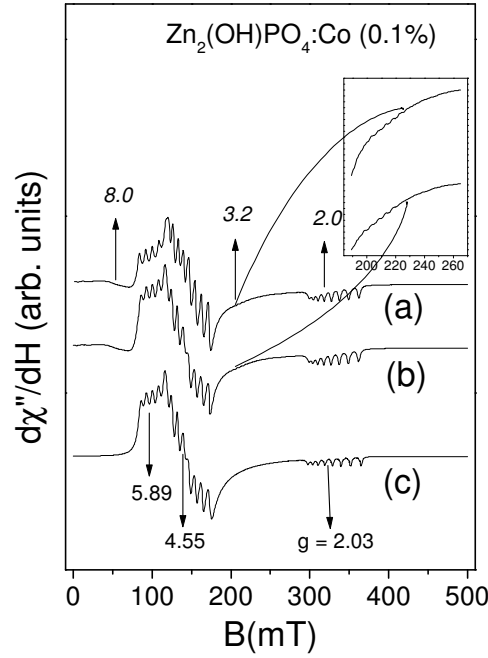 Zn₂(OH)PO₄:Co (0.1%)
8.0
3.2
2.0
200 220 240 260
(a)
(b)
(c)
5.89
4.55
g = 2.03
dχ"/dH (arb. units)
0 100 200 300 400 500
B(mT)